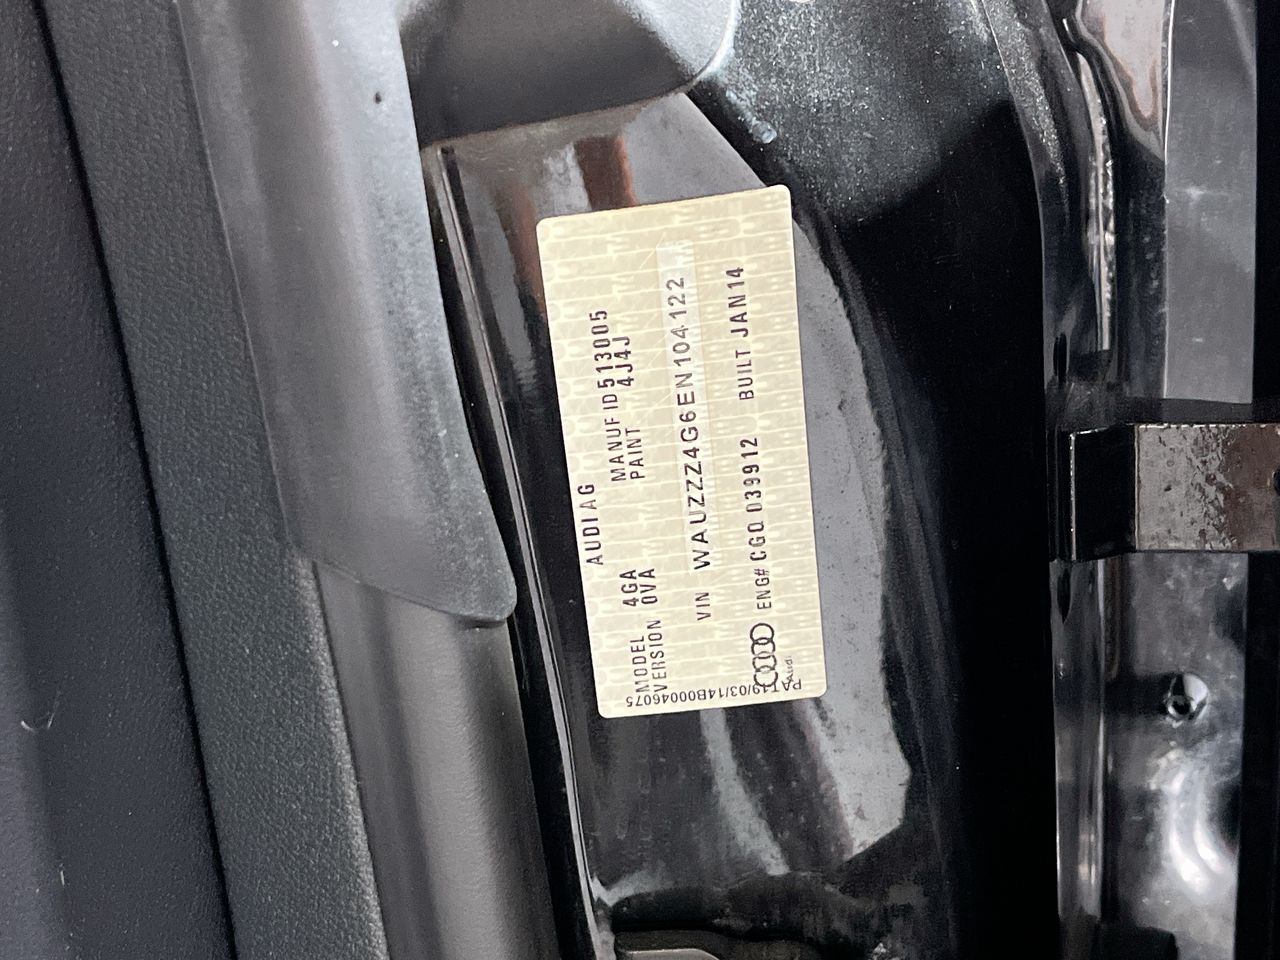 AUDI AG
MODEL 4GA MANUF ID 513005
VERSION 0VA PAINT 4J4J
VIN WAUZZZ4G6EN104122
ENG# CGQ 039912 BUILT JAN14
Audi
PAT19/03/14B00046075